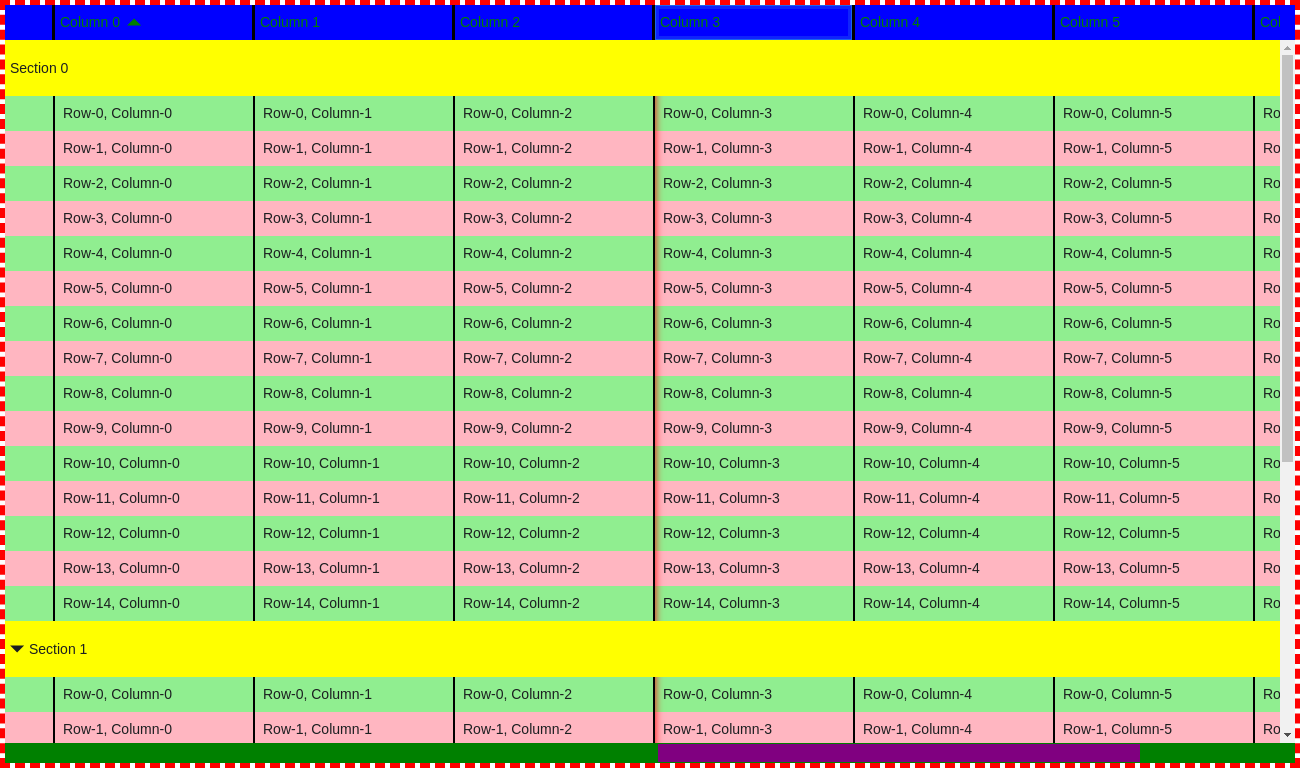 Column 0 Column 1 Column 2 Column 3 Column 4 Column 5 Col
Section 0
Row-0, Column-0 Row-0, Column-1 Row-0, Column-2 Row-0, Column-3 Row-0, Column-4 Row-0, Column-5 Ro
Row-1, Column-0 Row-1, Column-1 Row-1, Column-2 Row-1, Column-3 Row-1, Column-4 Row-1, Column-5 Ro
Row-2, Column-0 Row-2, Column-1 Row-2, Column-2 Row-2, Column-3 Row-2, Column-4 Row-2, Column-5 Ro
Row-3, Column-0 Row-3, Column-1 Row-3, Column-2 Row-3, Column-3 Row-3, Column-4 Row-3, Column-5 Ro
Row-4, Column-0 Row-4, Column-1 Row-4, Column-2 Row-4, Column-3 Row-4, Column-4 Row-4, Column-5 Ro
Row-5, Column-0 Row-5, Column-1 Row-5, Column-2 Row-5, Column-3 Row-5, Column-4 Row-5, Column-5 Ro
Row-6, Column-0 Row-6, Column-1 Row-6, Column-2 Row-6, Column-3 Row-6, Column-4 Row-6, Column-5 Ro
Row-7, Column-0 Row-7, Column-1 Row-7, Column-2 Row-7, Column-3 Row-7, Column-4 Row-7, Column-5 Ro
Row-8, Column-0 Row-8, Column-1 Row-8, Column-2 Row-8, Column-3 Row-8, Column-4 Row-8, Column-5 Ro
Row-9, Column-0 Row-9, Column-1 Row-9, Column-2 Row-9, Column-3 Row-9, Column-4 Row-9, Column-5 Ro
Row-10, Column-0 Row-10, Column-1 Row-10, Column-2 Row-10, Column-3 Row-10, Column-4 Row-10, Column-5 Ro
Row-11, Column-0 Row-11, Column-1 Row-11, Column-2 Row-11, Column-3 Row-11, Column-4 Row-11, Column-5 Ro
Row-12, Column-0 Row-12, Column-1 Row-12, Column-2 Row-12, Column-3 Row-12, Column-4 Row-12, Column-5 Ro
Row-13, Column-0 Row-13, Column-1 Row-13, Column-2 Row-13, Column-3 Row-13, Column-4 Row-13, Column-5 Ro
Row-14, Column-0 Row-14, Column-1 Row-14, Column-2 Row-14, Column-3 Row-14, Column-4 Row-14, Column-5 Ro
Section 1
Row-0, Column-0 Row-0, Column-1 Row-0, Column-2 Row-0, Column-3 Row-0, Column-4 Row-0, Column-5 Ro
Row-1, Column-0 Row-1, Column-1 Row-1, Column-2 Row-1, Column-3 Row-1, Column-4 Row-1, Column-5 Ro